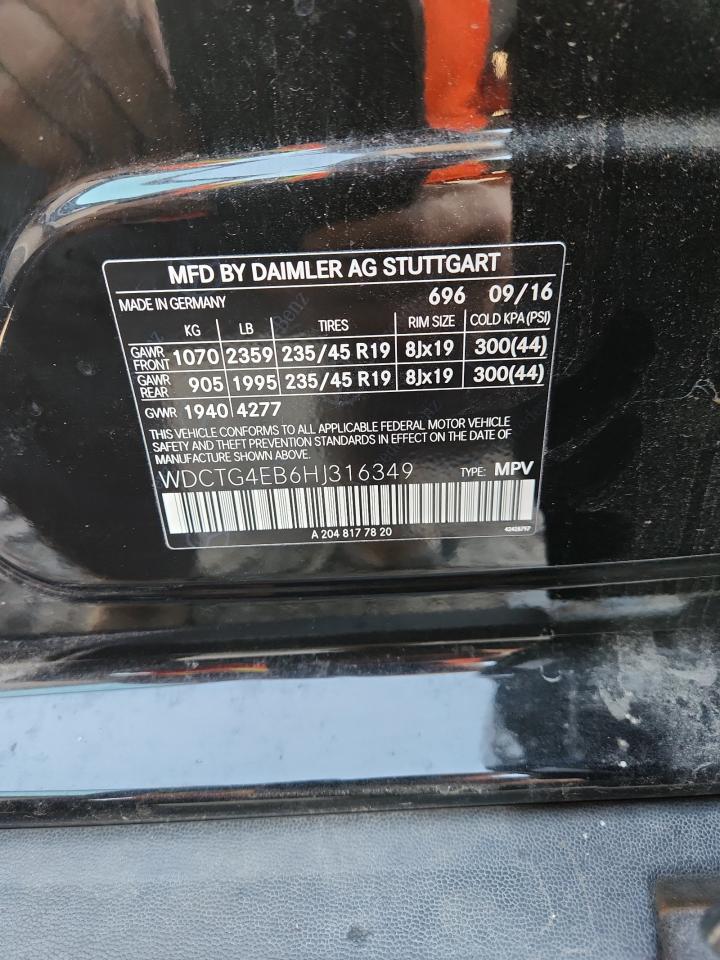 MFD BY DAIMLER AG STUTTGART
MADE IN GERMANY 696 09/16
KG LB TIRES RIM SIZE COLD KPA (PSI)
GAWR FRONT 1070 2359 235/45 R19 8Jx19 300(44)
GAWR REAR 905 1995 235/45 R19 8Jx19 300(44)
GVWR 1940 4277
THIS VEHICLE CONFORMS TO ALL APPLICABLE FEDERAL MOTOR VEHICLE
SAFETY AND THEFT PREVENTION STANDARDS IN EFFECT ON THE DATE OF
MANUFACTURE SHOWN ABOVE.
WDCTG4EB6HJ316349 TYPE: MPV
A 204 817 78 20